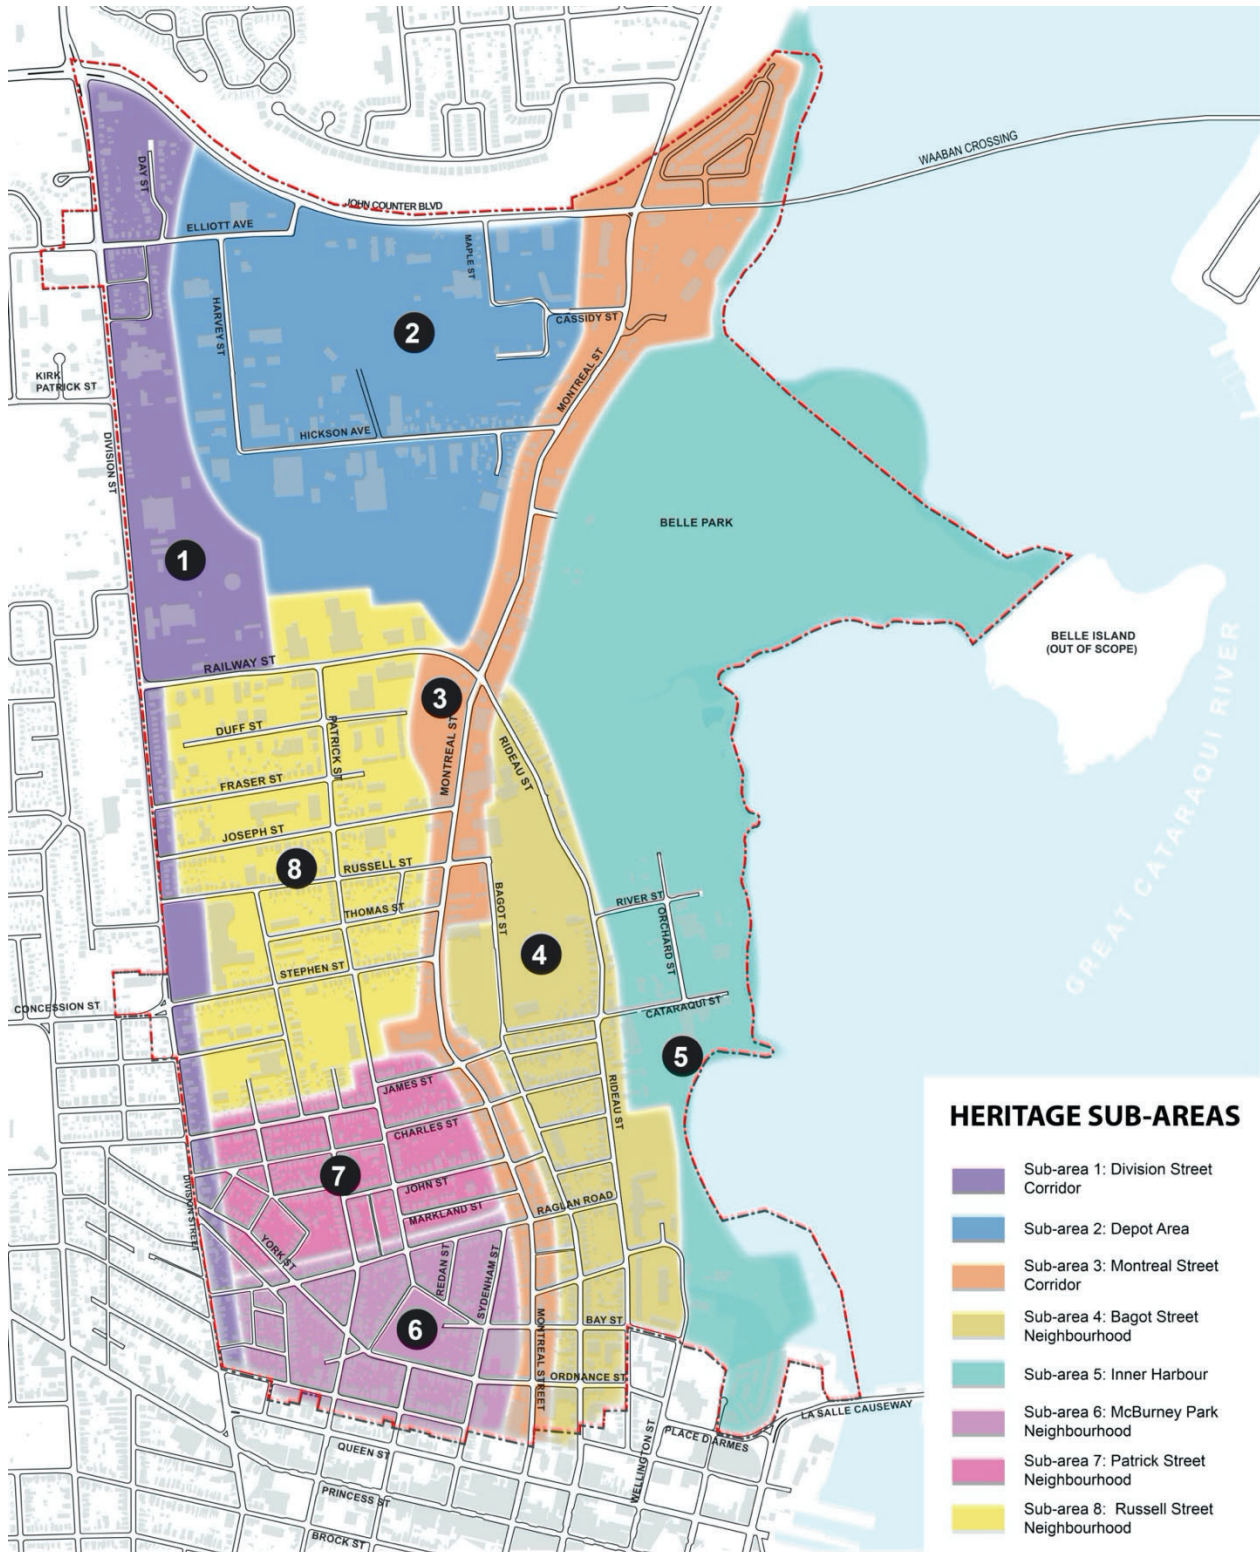 WAABAN CROSSING
DAY ST
JOHN COUNTER BLVD
ELLIOTT AVE
MAPLE ST
HARVEY ST
CASSIDY ST
2
KIRK
PATRICK ST
MONTREAL ST
HICKSON AVE
DIVISION ST
BELLE PARK
1
BELLE ISLAND
(OUT OF SCOPE)
GREAT CATARAQUI RIVER
RAILWAY ST
3
DUFF ST
PATRICK ST
MONTREAL ST
RIDEAU ST
FRASER ST
JOSEPH ST
8
RUSSELL ST
BAGOT ST
RIVER ST
THOMAS ST
ORCHARD ST
4
STEPHEN ST
CONCESSION ST
CATARAQUI ST
5
JAMES ST
RIDEAU ST
CHARLES ST
7
JOHN ST
DIVISION STREET
MARKLAND ST
RAGLAN ROAD
YORK ST
REDAN ST
SYDENHAM ST
6
MONTREAL STREET
BAY ST
ORDNANCE ST
LA SALLE CAUSEWAY
PLACE D'ARMES
WELLINGTON ST
QUEEN ST
PRINCESS ST
BROCK ST
HERITAGE SUB-AREAS
Sub-area 1: Division Street
Corridor
Sub-area 2: Depot Area
Sub-area 3: Montreal Street
Corridor
Sub-area 4: Bagot Street
Neighbourhood
Sub-area 5: Inner Harbour
Sub-area 6: McBurney Park
Neighbourhood
Sub-area 7: Patrick Street
Neighbourhood
Sub-area 8: Russell Street
Neighbourhood